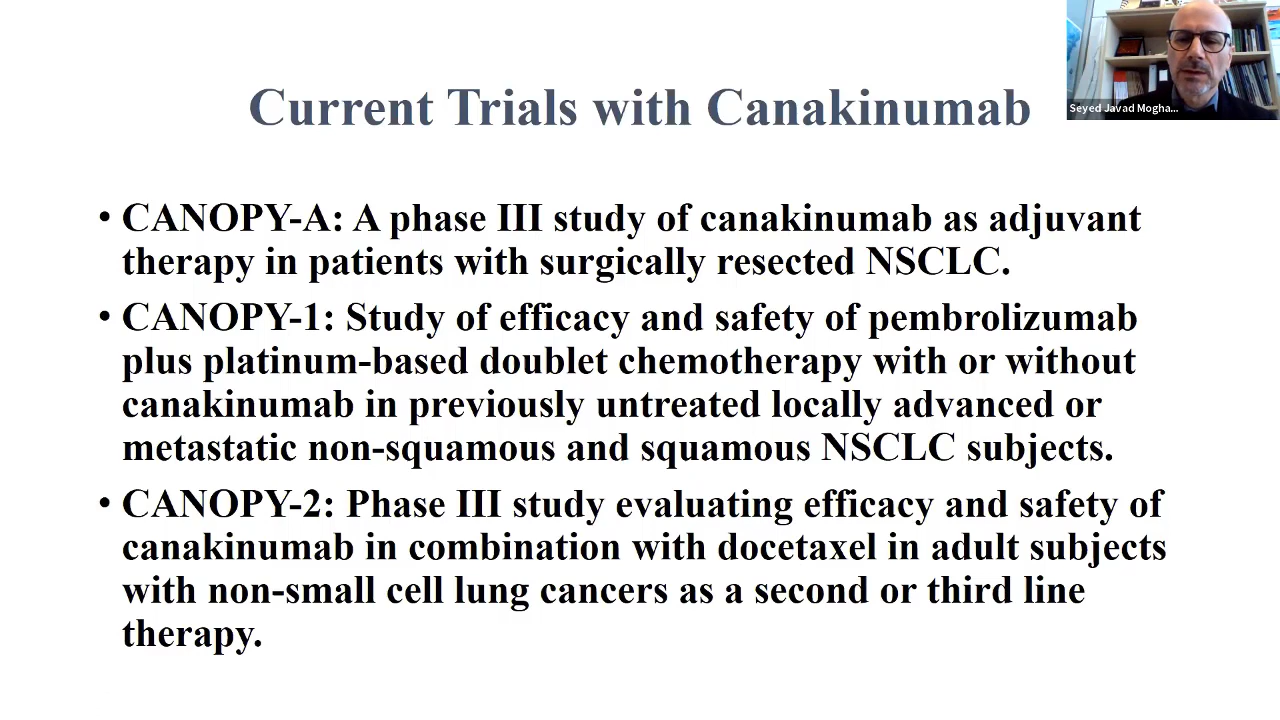 Seyed Javad Mogha...
Current Trials with Canakinumab
• CANOPY-A: A phase III study of canakinumab as adjuvant
therapy in patients with surgically resected NSCLC.
• CANOPY-1: Study of efficacy and safety of pembrolizumab
plus platinum-based doublet chemotherapy with or without
canakinumab in previously untreated locally advanced or
metastatic non-squamous and squamous NSCLC subjects.
• CANOPY-2: Phase III study evaluating efficacy and safety of
canakinumab in combination with docetaxel in adult subjects
with non-small cell lung cancers as a second or third line
therapy.